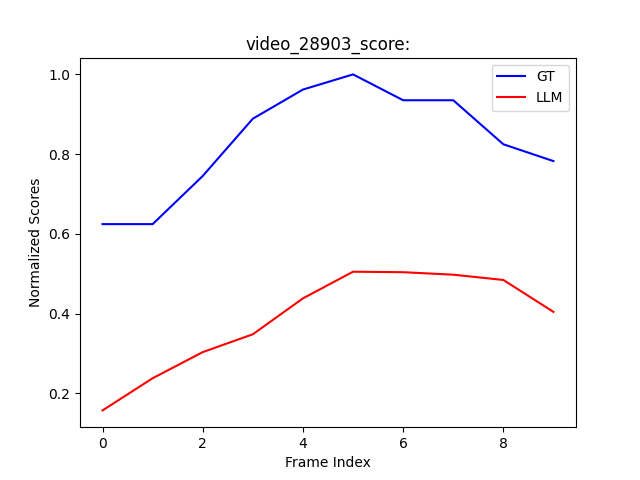 video_28903_score:
GT
LLM
1.0
0.8
0.6
0.4
0.2
Normalized Scores
0 2 4 6 8
Frame Index